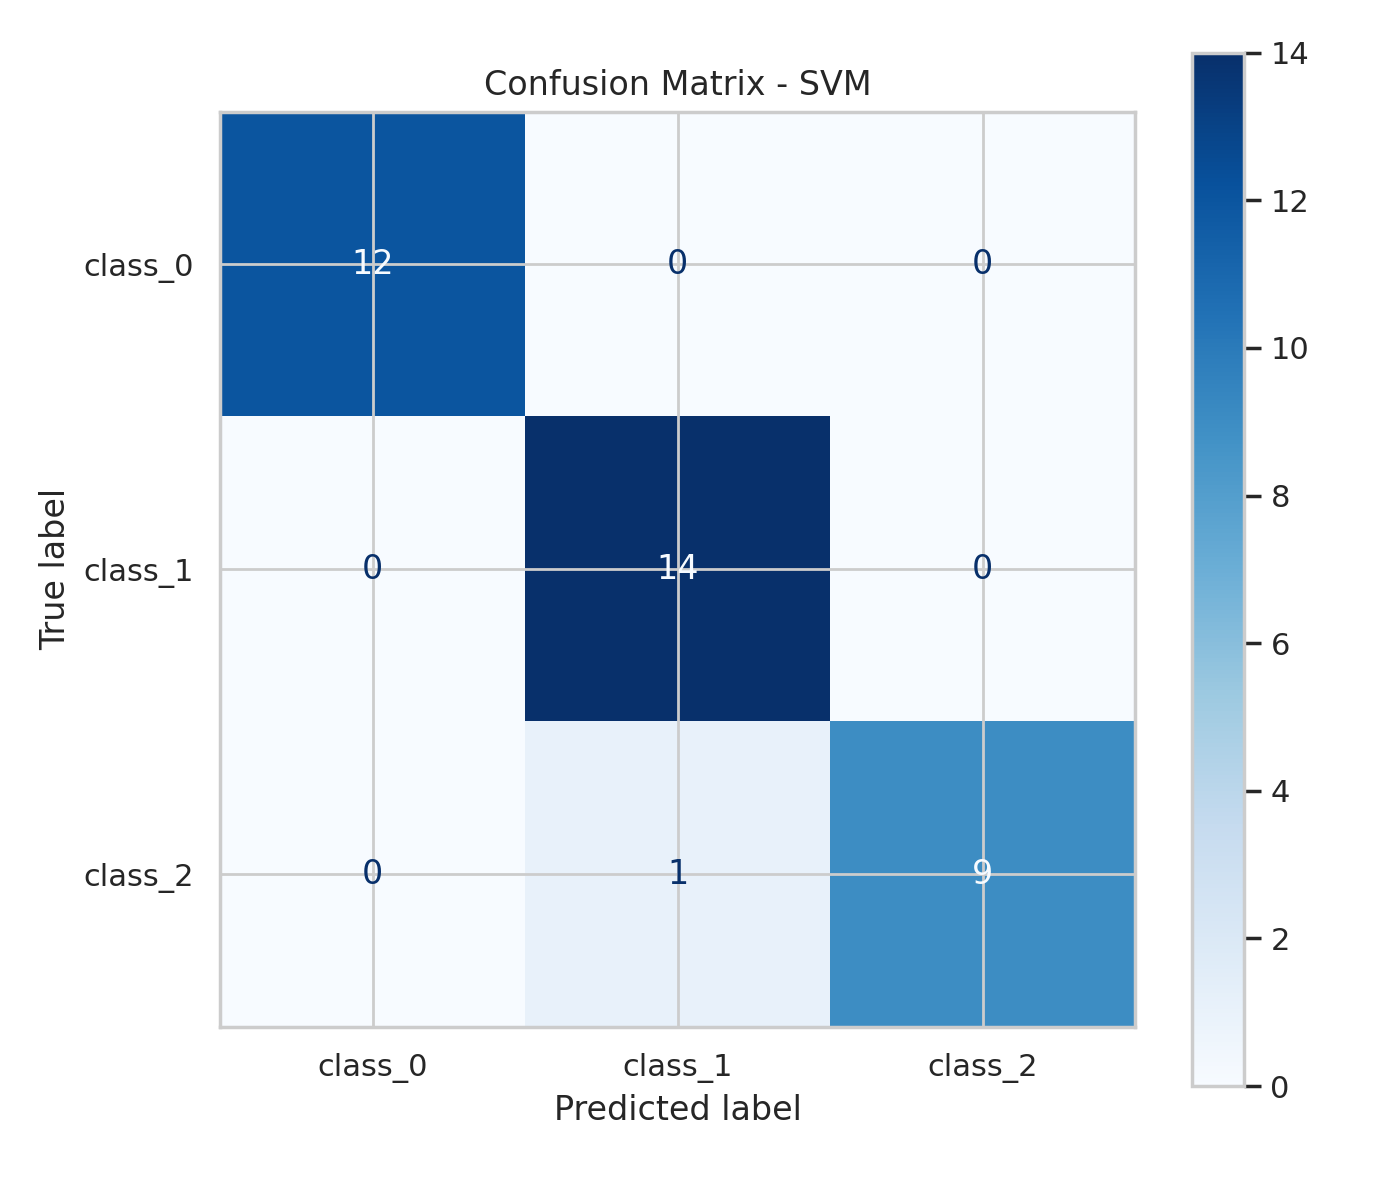 Confusion Matrix - SVM
True label
class_0
12 0 0
class_1
0 14 0
class_2
0 1 9
class_0 class_1 class_2
Predicted label
14
12
10
8
6
4
2
0